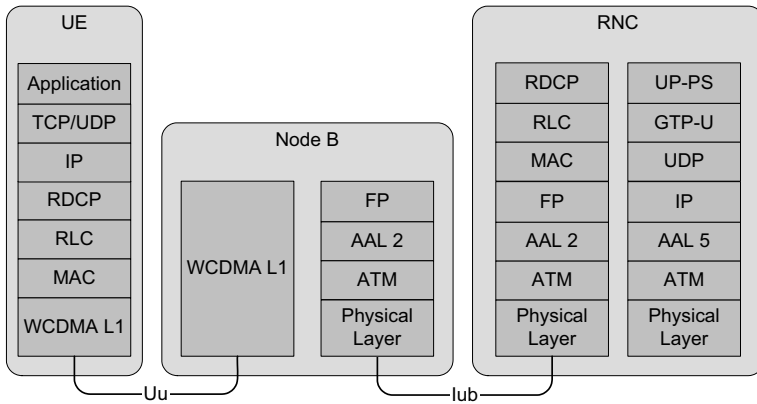 UE
Application
TCP/UDP
IP
RDCP
RLC
MAC
WCDMA L1
Node B
WCDMA L1
FP
AAL 2
ATM
Physical
Layer
RNC
RDCP
RLC
MAC
FP
AAL 2
ATM
Physical
Layer
UP-PS
GTP-U
UDP
IP
AAL 5
ATM
Physical
Layer
Uu
Iub